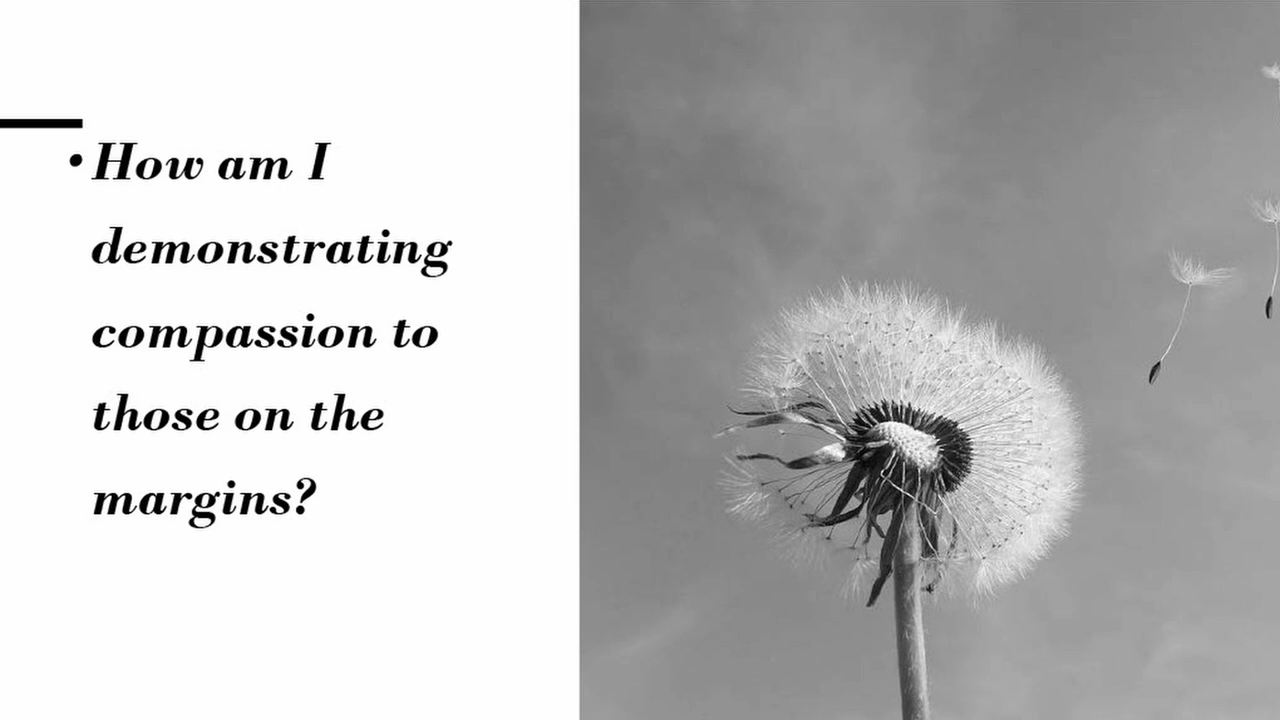 • How am I
demonstrating
compassion to
those on the
margins?